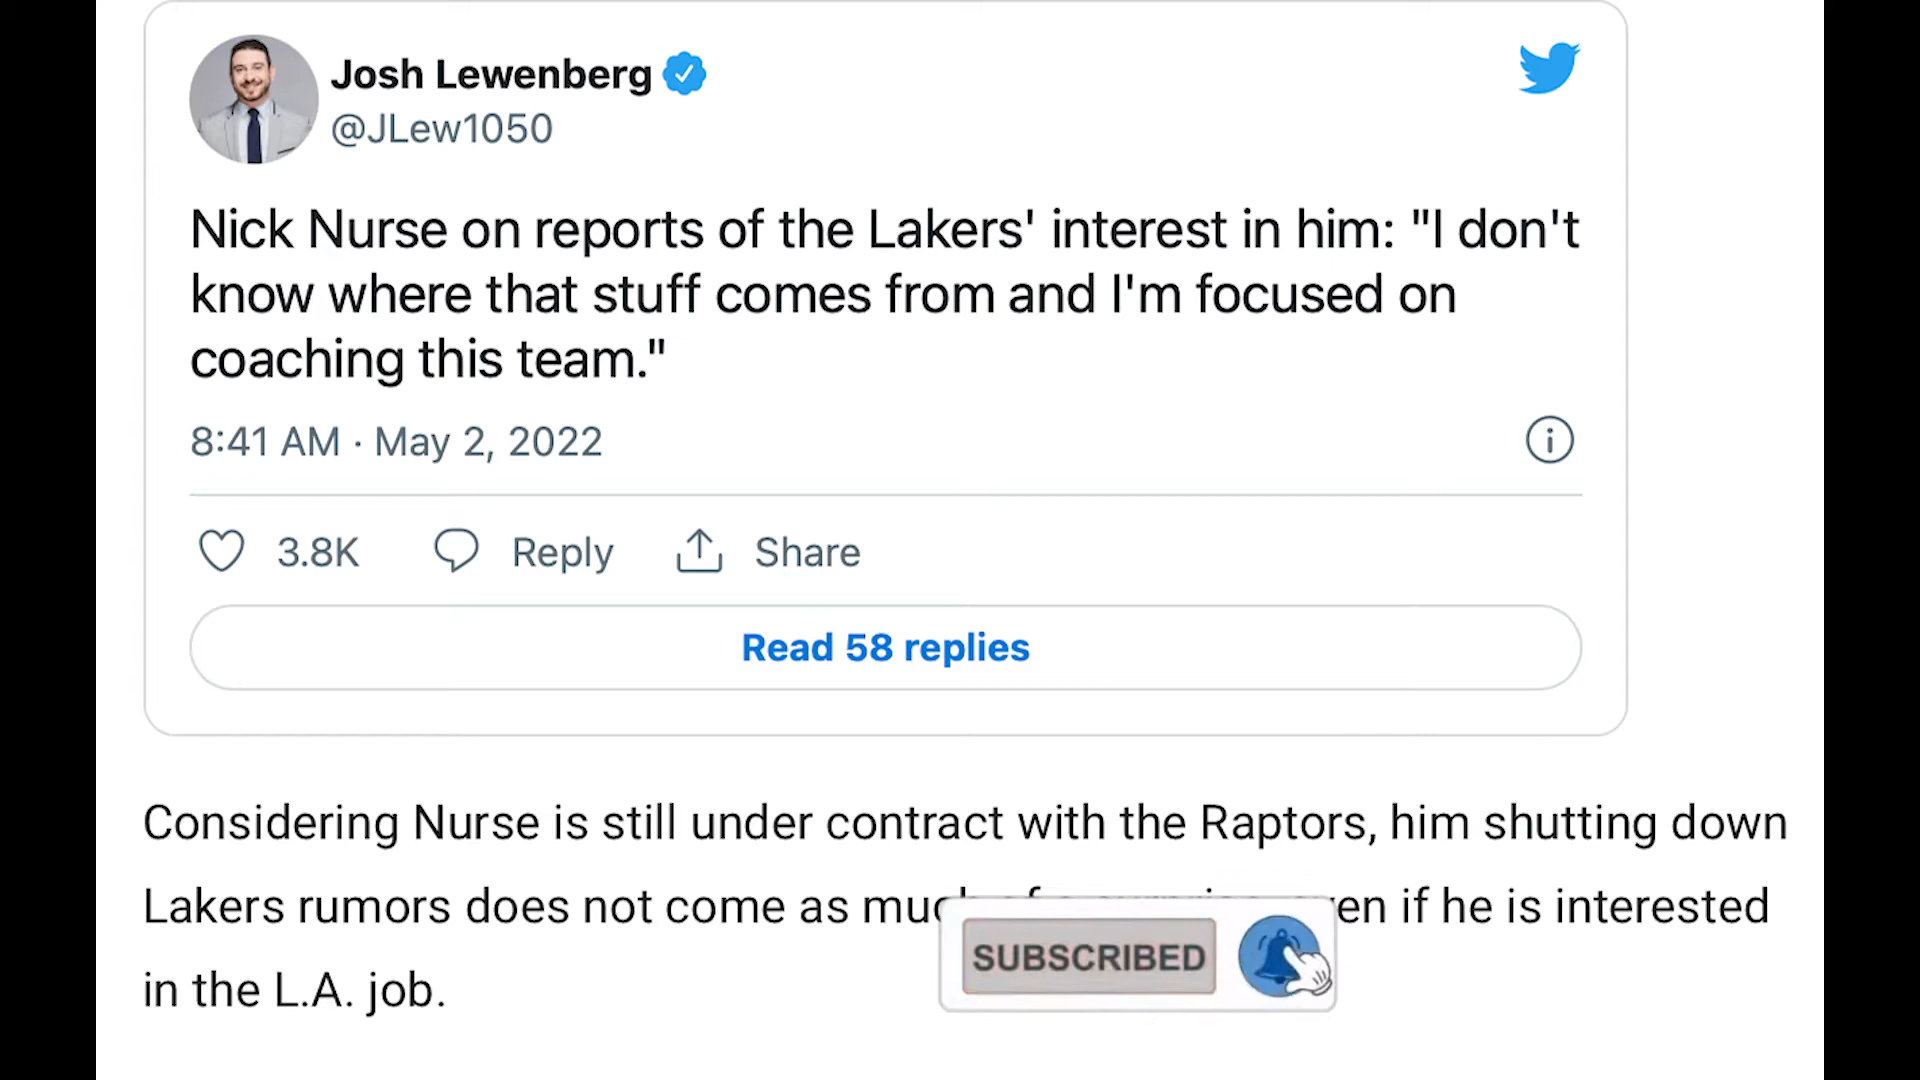 Josh Lewenberg
@JLew1050
Nick Nurse on reports of the Lakers' interest in him: "I don't
know where that stuff comes from and I'm focused on
coaching this team."
8:41 AM · May 2, 2022
3.8K Reply Share
Read 58 replies
Considering Nurse is still under contract with the Raptors, him shutting down
Lakers rumors does not come as if he is interested
SUBSCRIBED
in the L.A. job.